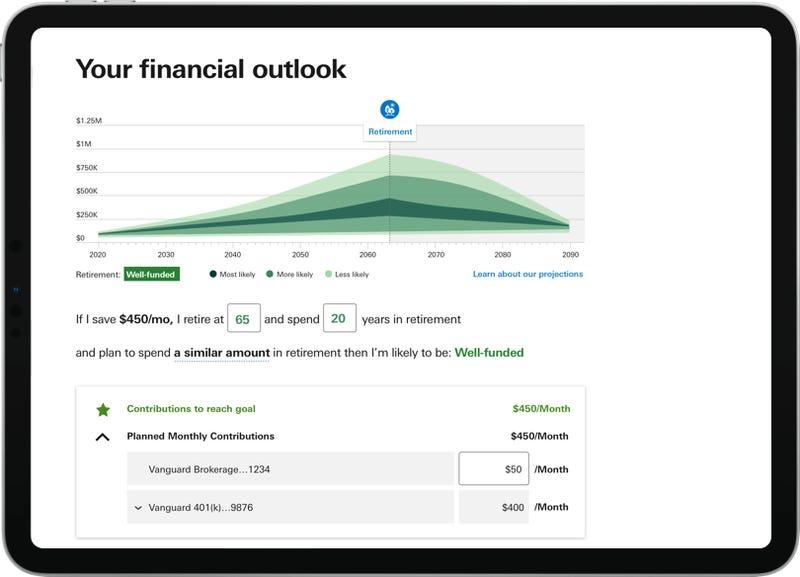 Your financial outlook
$1.25M
Retirement
$1M
$750K
$500K
$250K
$0
2020 2030 2040 2050 2060 2070 2080 2090
Retirement: Well-funded Most likely More likely Less likely Learn about our projections
If I save $450/mo, I retire at 65 and spend 20 years in retirement
and plan to spend a similar amount in retirement then I'm likely to be: Well-funded
Contributions to reach goal $450/Month
Planned Monthly Contributions $450/Month
Vanguard Brokerage...1234 $50 /Month
Vanguard 401(k)...9876 $400 /Month